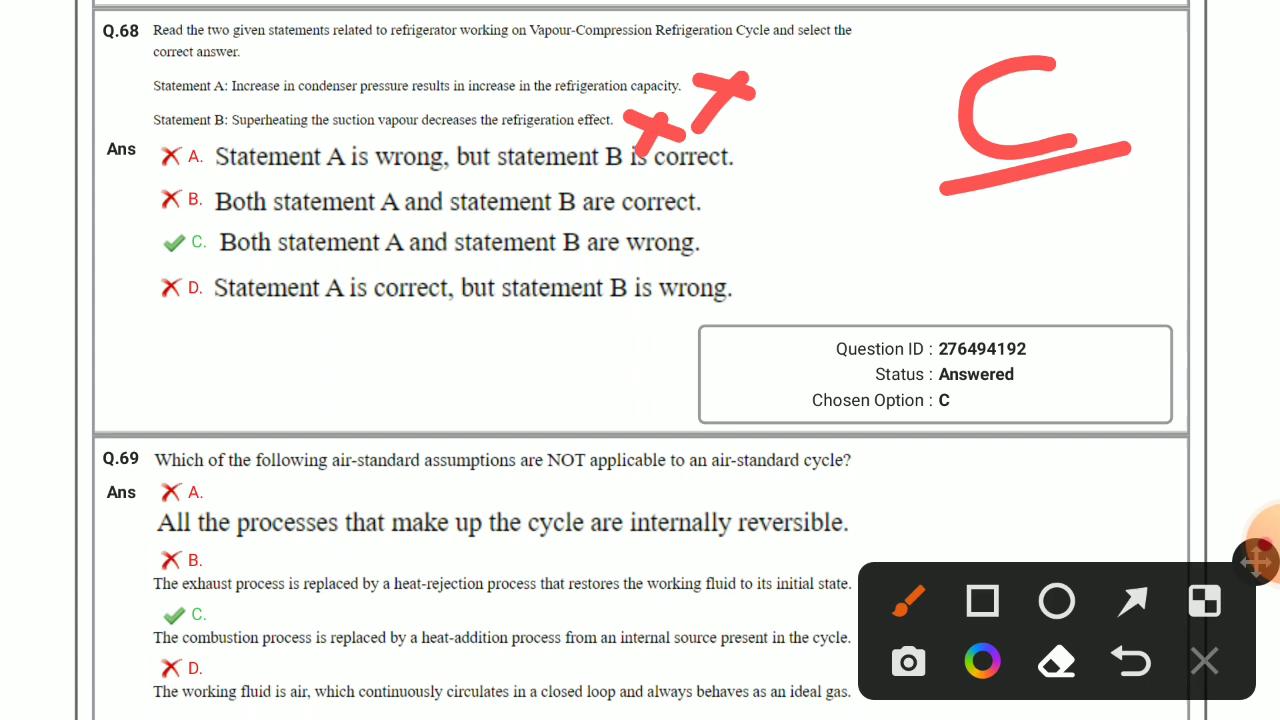 Q.68 Read the two given statements related to refrigerator working on Vapour-Compression Refrigeration Cycle and select the
correct answer.
Statement A: Increase in condenser pressure results in increase in the refrigeration capacity.
Statement B: Superheating the suction vapour decreases the refrigeration effect.
Ans A. Statement A is wrong, but statement B is correct.
B. Both statement A and statement B are correct.
C. Both statement A and statement B are wrong.
D. Statement A is correct, but statement B is wrong.
C
Question ID : 276494192
Status : Answered
Chosen Option : C
Q.69 Which of the following air-standard assumptions are NOT applicable to an air-standard cycle?
Ans A.
All the processes that make up the cycle are internally reversible.
B.
The exhaust process is replaced by a heat-rejection process that restores the working fluid to its initial state.
C.
The combustion process is replaced by a heat-addition process from an internal source present in the cycle.
D.
The working fluid is air, which continuously circulates in a closed loop and always behaves as an ideal gas.